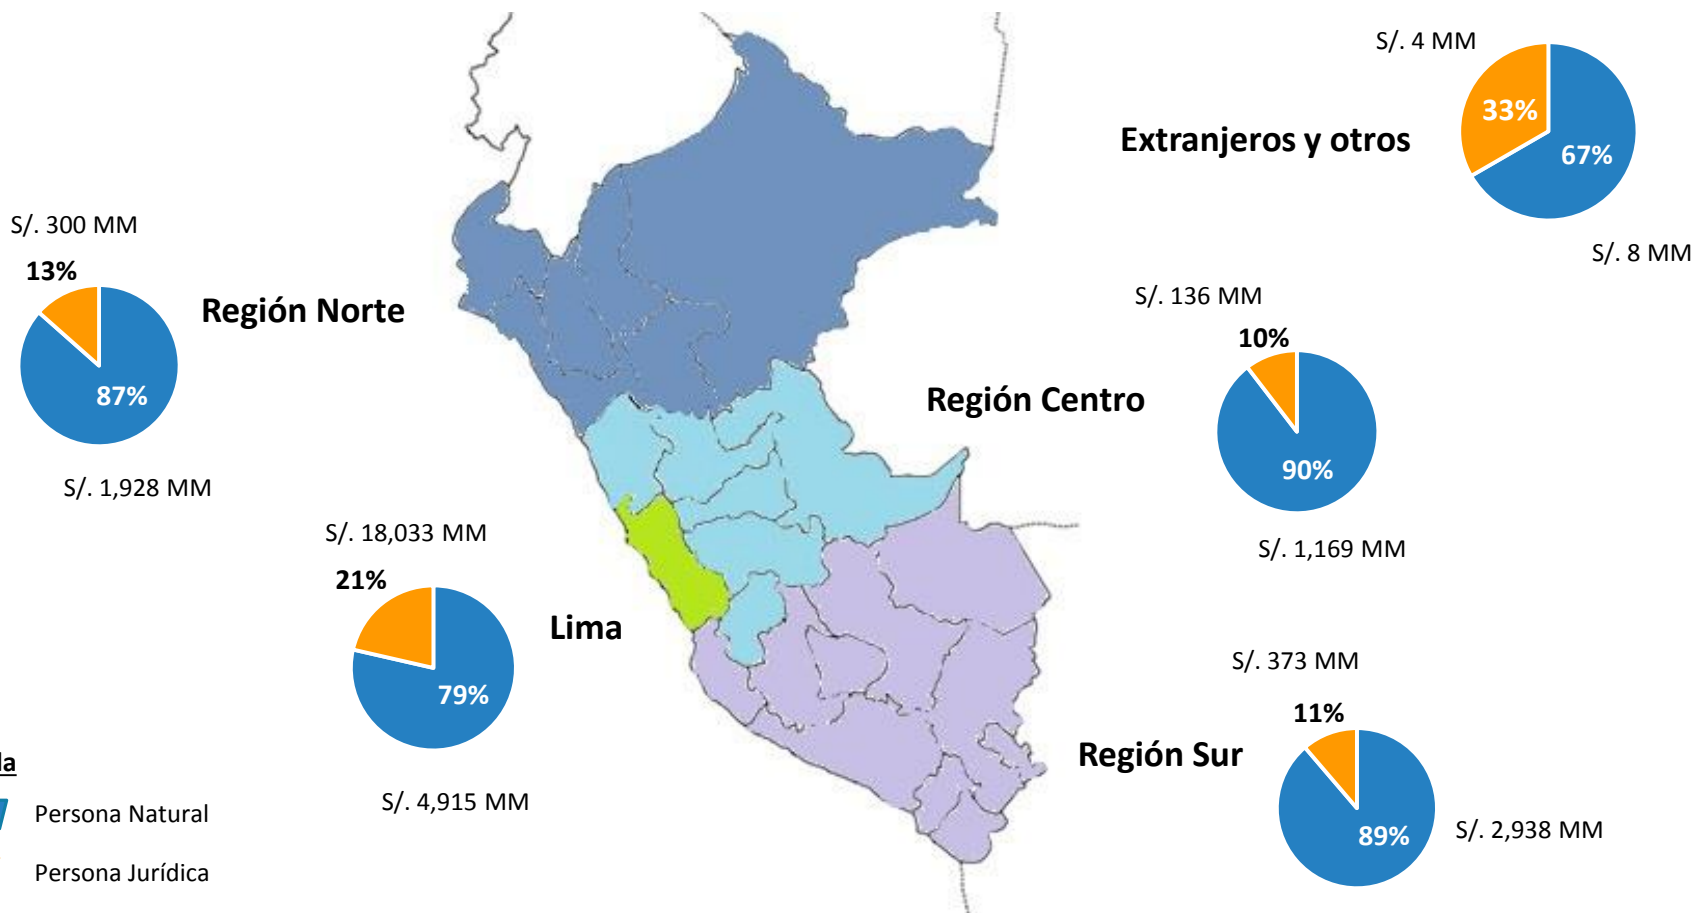 S/. 4 MM
33%
67%
Extranjeros y otros
S/. 8 MM
S/. 300 MM
13%
87%
Región Norte
S/. 1,928 MM
S/. 136 MM
10%
90%
Región Centro
S/. 1,169 MM
S/. 18,033 MM
21%
79%
Lima
S/. 4,915 MM
S/. 373 MM
11%
89%
Región Sur
S/. 2,938 MM
da
Persona Natural
Persona Jurídica